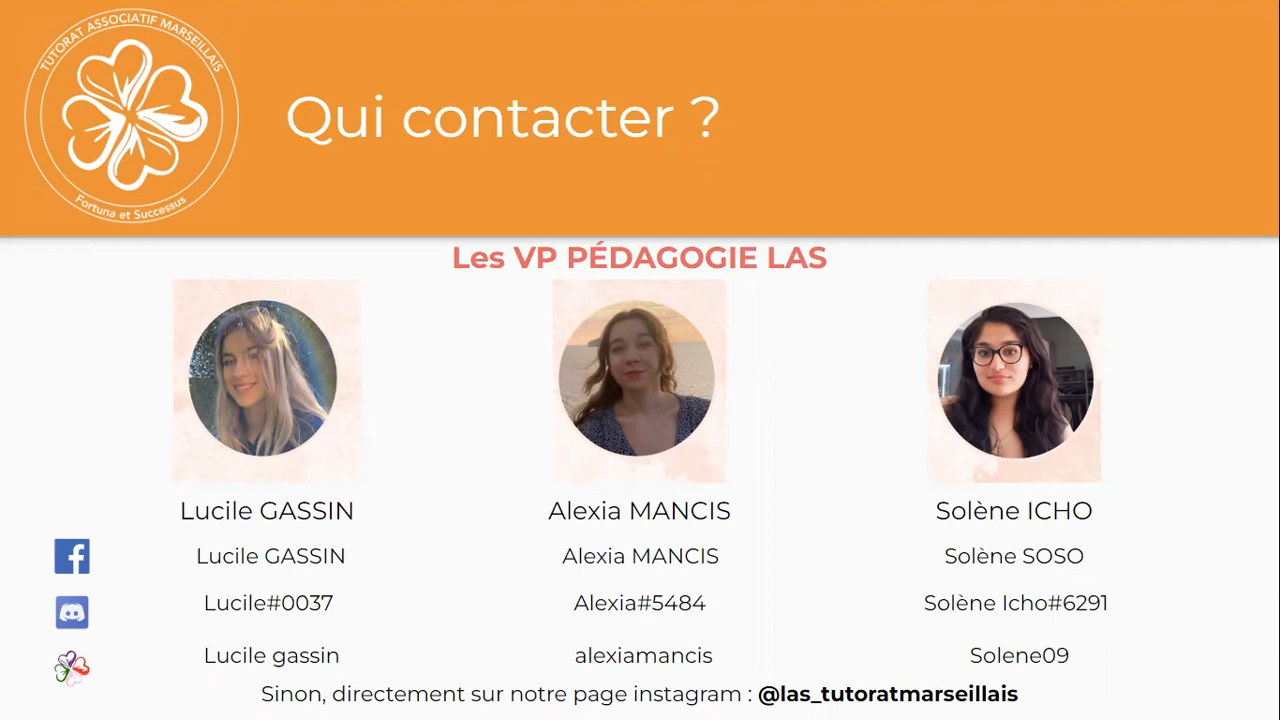 TUTORAT ASSOCIATIF MARSEILLAIS
Fortuna et Successus
Qui contacter ?
Les VP PÉDAGOGIE LAS
Lucile GASSIN Alexia MANCIS Solène ICHO
Lucile GASSIN Alexia MANCIS Solène SOSO
Lucile#0037 Alexia#5484 Solène Icho#6291
Lucile gassin alexiamancis Solene09
Sinon, directement sur notre page instagram : @las_tutoratmarseillais